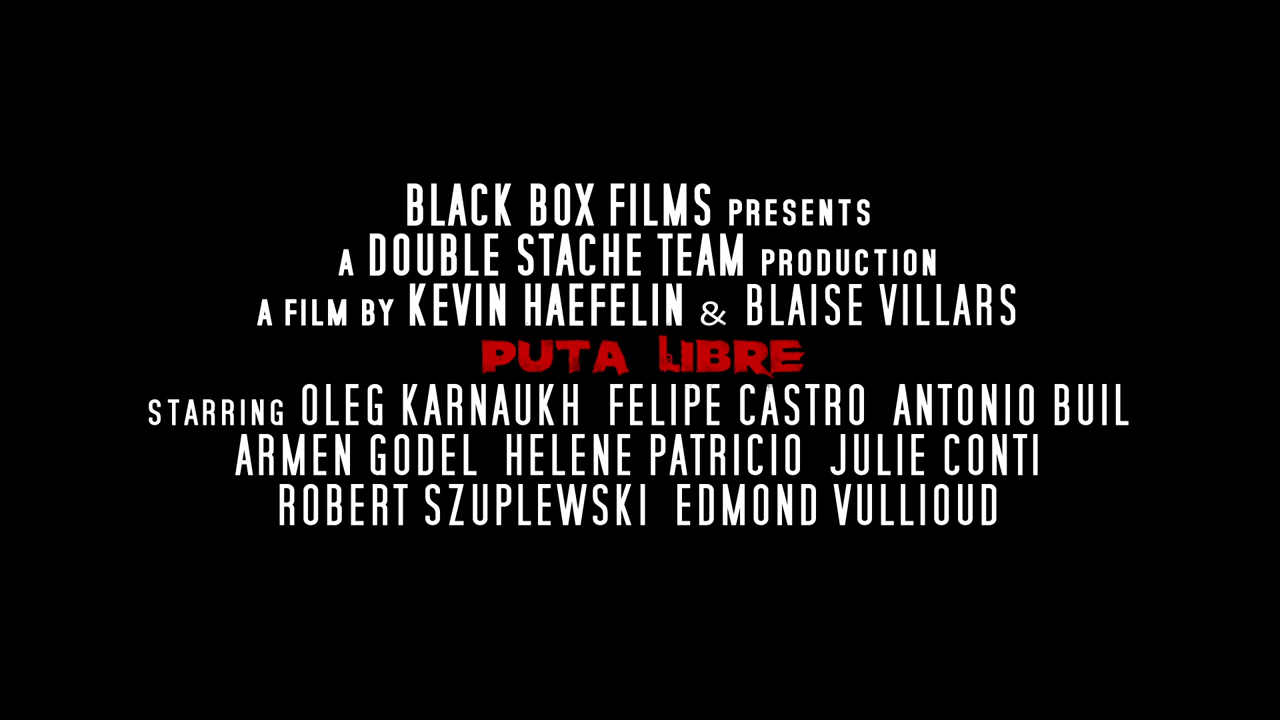 BLACK BOX FILMS PRESENTS
A DOUBLE STACHE TEAM PRODUCTION
A FILM BY KEVIN HAEFELIN & BLAISE VILLARS
PUTA LIBRE
STARRING OLEG KARNAUKH FELIPE CASTRO ANTONIO BUIL
ARMEN GODEL HELENE PATRICIO JULIE CONTI
ROBERT SZUPLEWSKI EDMOND VULLIOUD